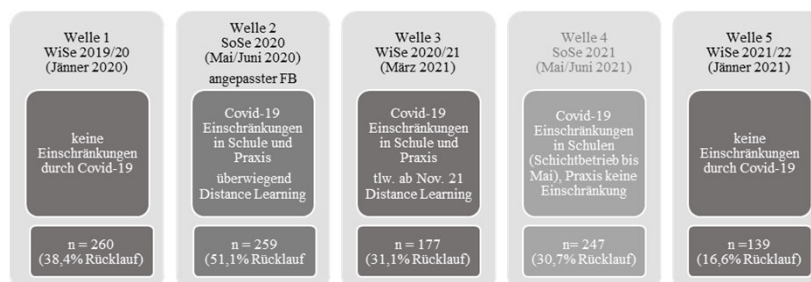 Welle 1
WiSe 2019/20
(Jänner 2020)
keine
Einschränkungen
durch Covid-19
n = 260
(38,4% Rücklauf)
Welle 2
SoSe 2020
(Mai/Juni 2020)
angepasster FB
Covid-19
Einschränkungen
in Schule und
Praxis
überwiegend
Distance Learning
n = 259
(51,1% Rücklauf
Welle 3
WiSe 2020/21
(März 2021)
Covid-19
Einschränkungen
in Schule und
Praxis
tlw. ab Nov. 21
Distance Learning
n = 177
(31,1% Rücklauf)
Welle 4
SoSe 2021
(Mai/Juni 2021)
Covid-19
Einschränkungen
in Schulen
(Schichtbetrieb bis
Mai), Praxis keine
Einschränkung
n= 247
(30,7% Rücklauf)
Welle 5
WiSe 2021/22
(Jänner 2021)
keine
Einschränkungen
durch Covid-19
n =139
(16,6% Rücklauf)